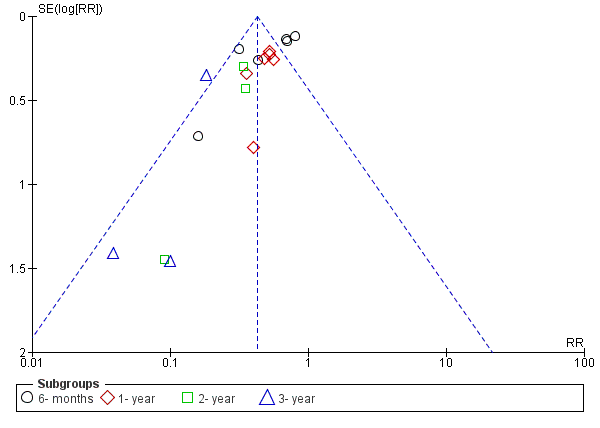 SE(log[RR])
0
0.5
1
1.5
2
0.01
0.1
1
10
100
RR
Subgroups
6- months
1- year
2- year
3- year